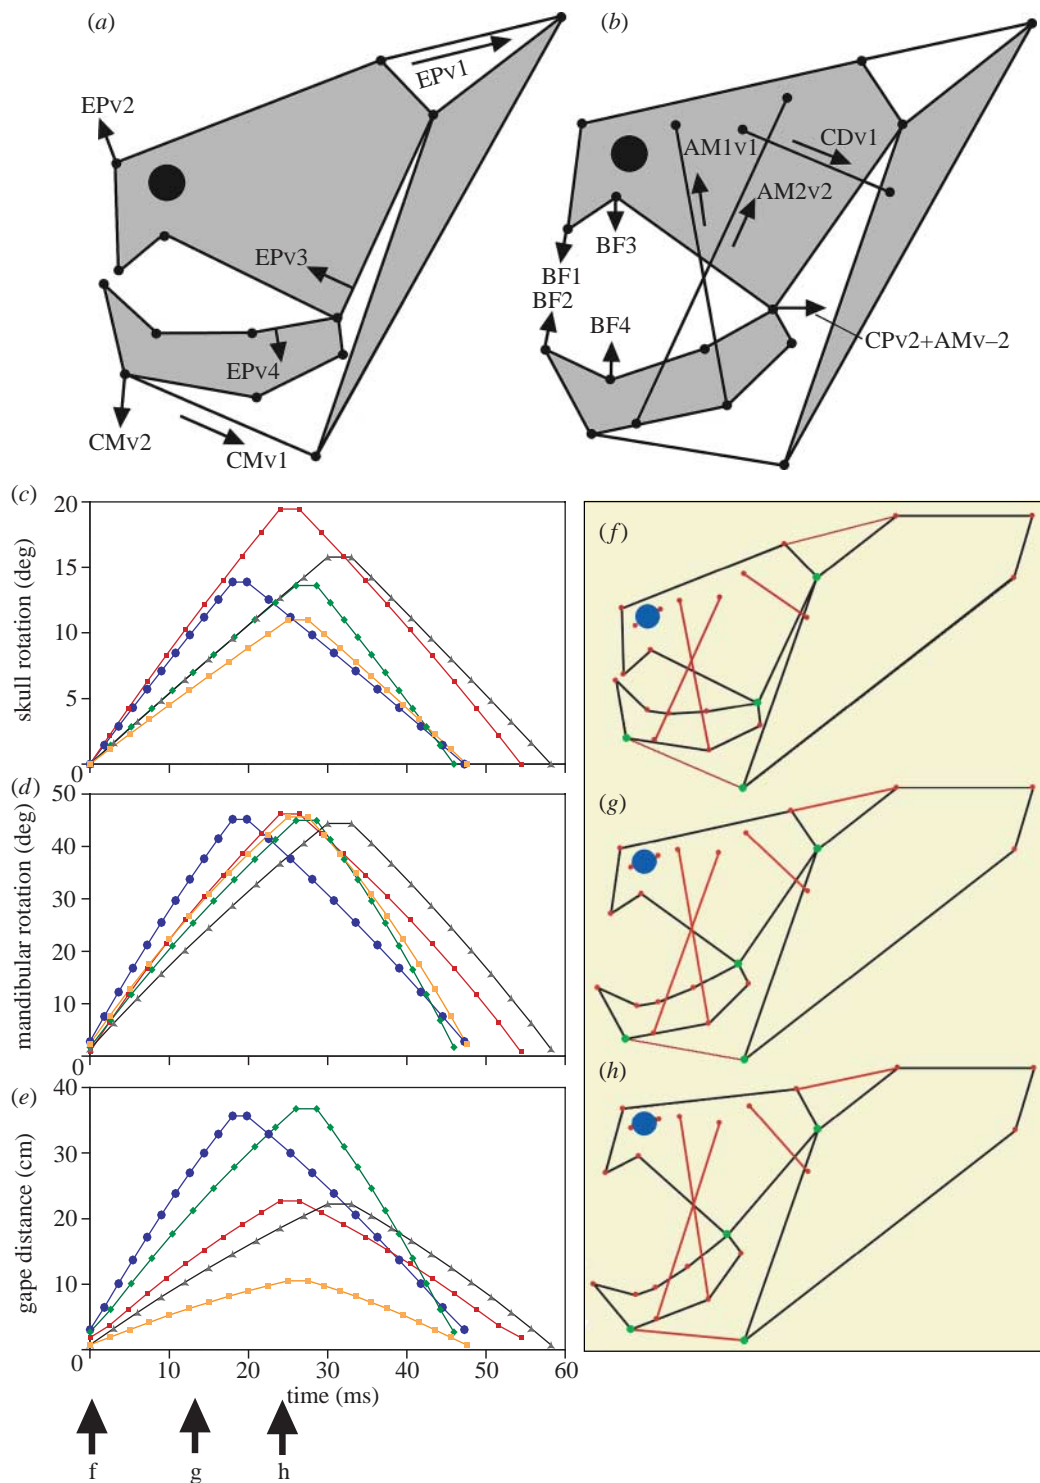 (a)
EPv1
EPv2
EPv3
EPv4
CMv2
CMv1
(b)
AM1v1
CDv1
AM2v2
BF3
BF1
BF2
BF4
CPv2+AMv–2
(c)
20
15
10
5
0
skull rotation (deg)
(d)
50
40
30
20
10
0
mandibular rotation (deg)
(e)
40
30
20
10
0
gape distance (cm)
10 20 30 40 50 60
time (ms)
f g h
(f)
(g)
(h)